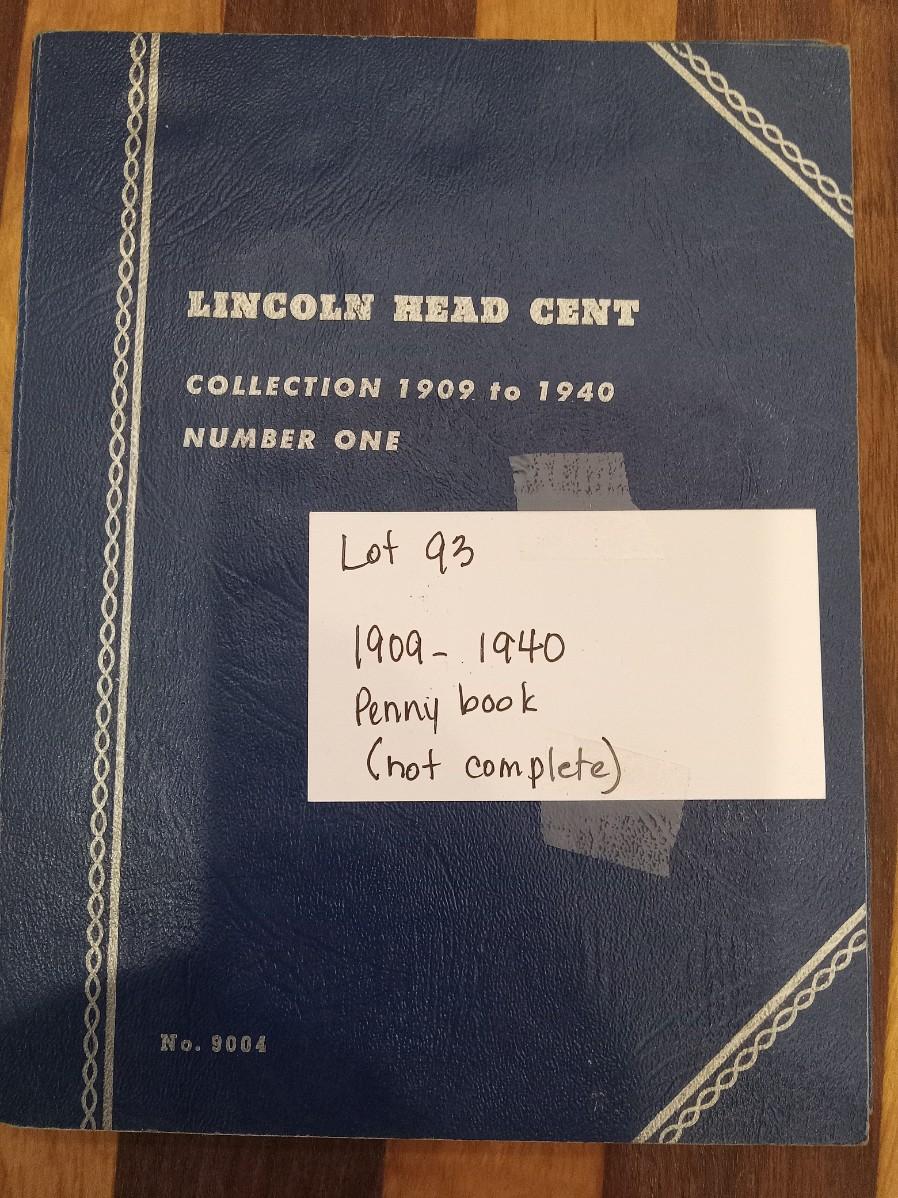 LINCOLN HEAD CENT
COLLECTION 1909 to 1940
NUMBER ONE
Lot 93
1909- 1940
Penny book
(not complete)
No. 9004